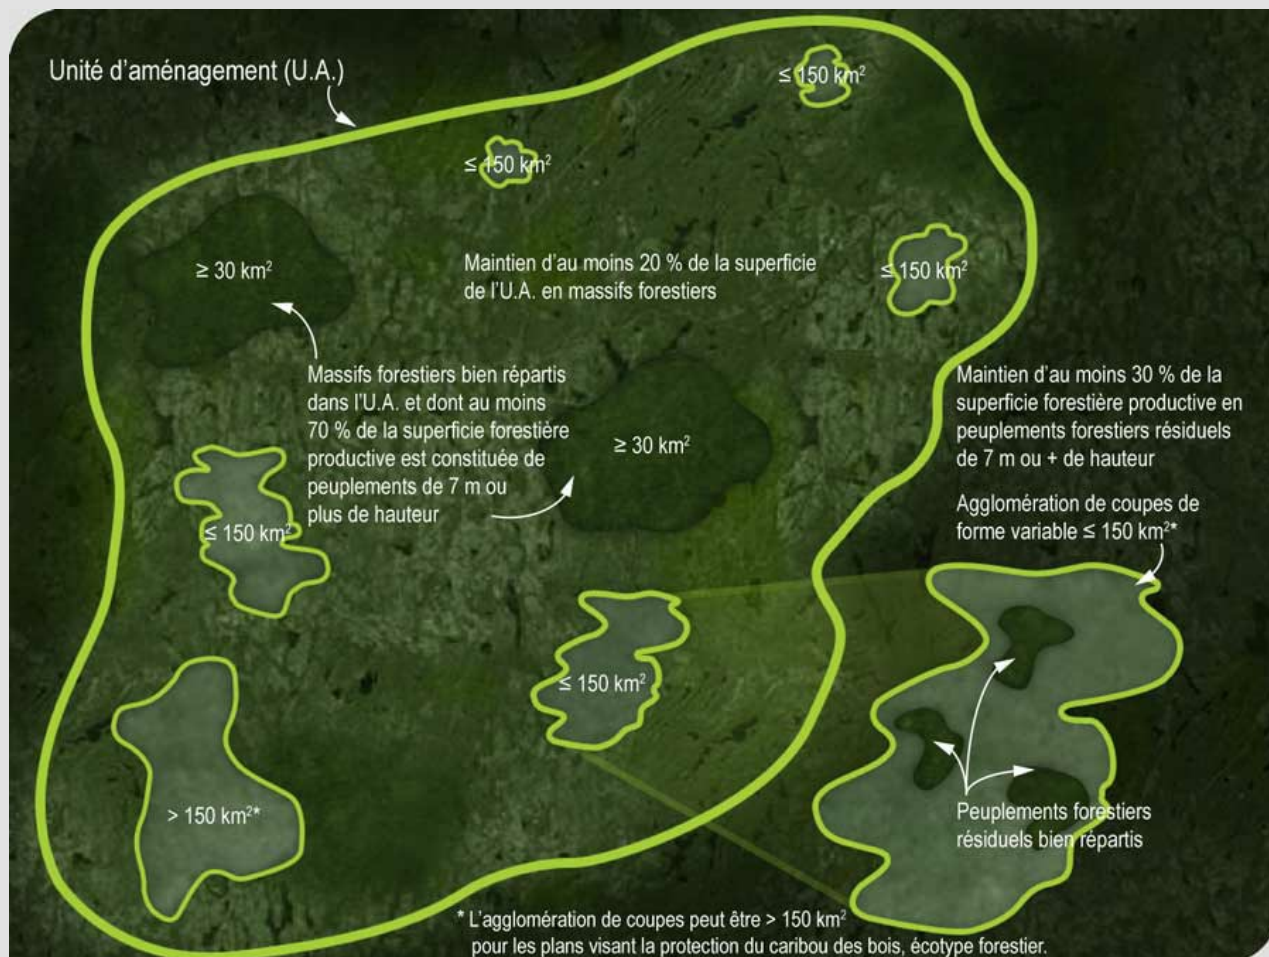 Unité d'aménagement (U.A.)
≤ 150 km²
≤ 150 km²
≤ 150 km²
≥ 30 km²
Maintien d'au moins 20 % de la superficie
de l'U.A. en massifs forestiers
Massifs forestiers bien répartis
dans l'U.A. et dont au moins
70 % de la superficie forestière
productive est constituée de
peuplements de 7 m ou
plus de hauteur
≥ 30 km²
Maintien d'au moins 30 % de la
superficie forestière productive en
peuplements forestiers résiduels
de 7 m ou + de hauteur
Agglomération de coupes de
forme variable ≤ 150 km²*
≤ 150 km²
≤ 150 km²
> 150 km²*
Peuplements forestiers
résiduels bien répartis
* L'agglomération de coupes peut être > 150 km²
pour les plans visant la protection du caribou des bois, écotype forestier.